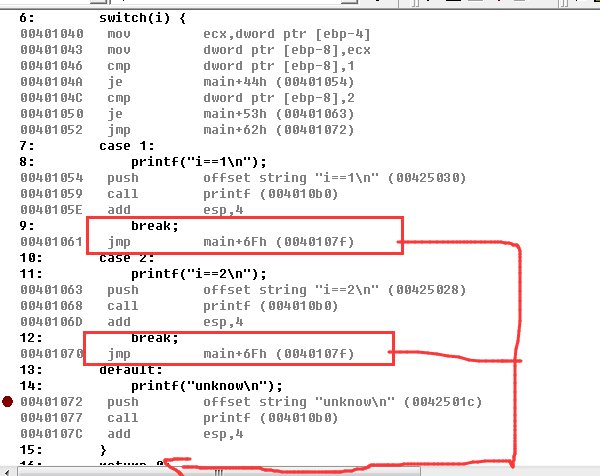 6: switch(i) {
00401040 mov ecx,dword ptr [ebp-4]
00401043 mov dword ptr [ebp-8],ecx
00401046 cmp dword ptr [ebp-8],1
0040104A je main+44h (00401054)
0040104C cmp dword ptr [ebp-8],2
00401050 je main+53h (00401063)
00401052 jmp main+62h (00401072)
7: case 1:
8: printf("i==1\n");
00401054 push offset string "i==1\n" (00425030)
00401059 call printf (004010b0)
0040105E add esp,4
9: break;
00401061 jmp main+6Fh (0040107f)
10: case 2:
11: printf("i==2\n");
00401063 push offset string "i==2\n" (00425028)
00401068 call printf (004010b0)
0040106D add esp,4
12: break;
00401070 jmp main+6Fh (0040107f)
13: default:
14: printf("unknow\n");
00401072 push offset string "unknow\n" (0042501c)
00401077 call printf (004010b0)
0040107C add esp,4
15: }
16: return